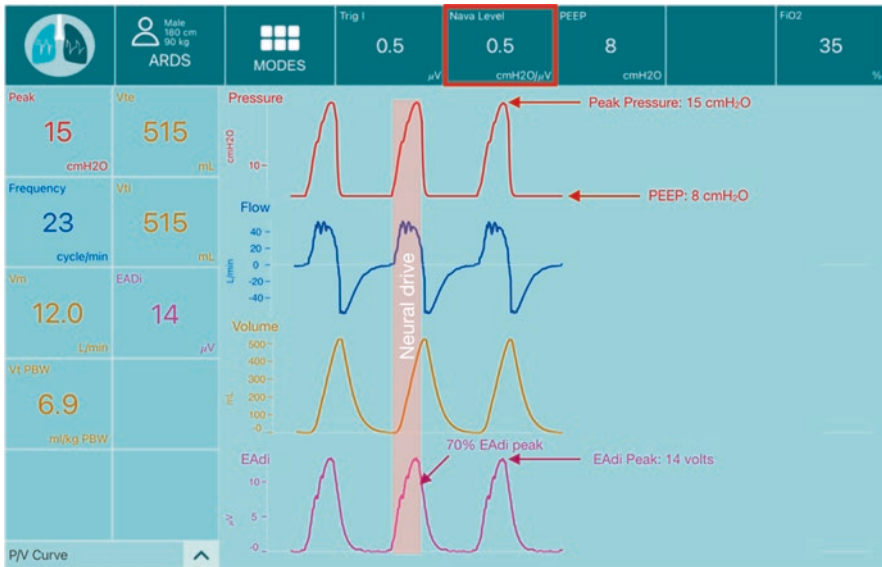 Male
180 cm
90 kg
ARDS
MODES
Trig I
0.5
μV
Nava Level
0.5
cmH2O/μV
PEEP
8
cmH2O
FiO2
35
%
Peak
15
cmH2O
Vte
515
mL
Frequency
23
cycle/min
Vti
515
mL
Vm
12.0
L/min
EADi
14
μV
Vt PBW
6.9
ml/kg PBW
P/V Curve
Pressure
cmH2O
10
Peak Pressure: 15 cmH₂O
PEEP: 8 cmH₂O
Flow
L/min
40
20
0
-20
-40
Neural drive
Volume
mL
500
400
300
200
100
-0
70% EAdi peak
EAdi
μV
10
5
-0
EAdi Peak: 14 volts